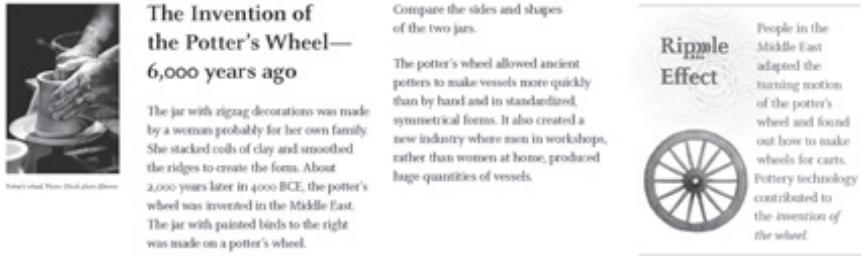 The Invention of
the Potter's Wheel—
6,000 years ago
The jar with zigzag decorations was made
by a woman probably for her own family.
She stacked coils of clay and smoothed
the ridges to create the form. About
2,000 years later in 4000 BCE, the potter's
wheel was invented in the Middle East.
The jar with painted birds to the right
was made on a potter's wheel.
Compare the sides and shapes
of the two jars.
The potter's wheel allowed ancient
potters to make vessels more quickly
than by hand and in standardized,
symmetrical forms. It also created a
new industry where men in workshops,
rather than women at home, produced
huge quantities of vessels.
Ripple
Effect
People in the
Middle East
adapted the
turning motion
of the potter's
wheel and found
out how to make
wheels for carts.
Pottery technology
contributed to
the invention of
the wheel.
Potter's wheel.